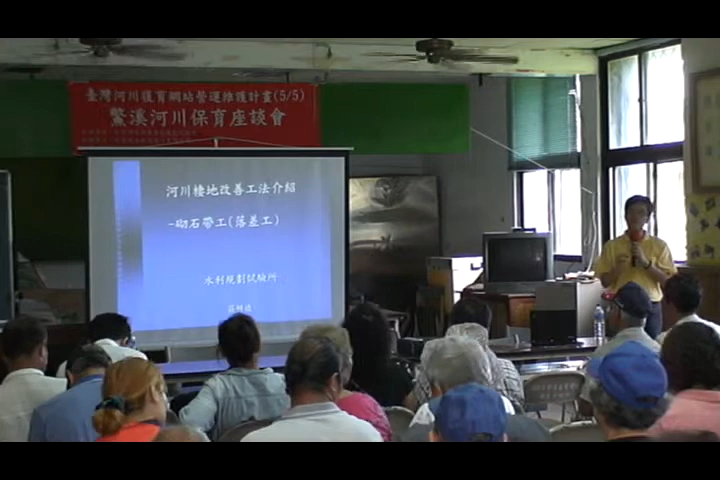 臺灣河川復育網站營運維護計畫(5/5)
鱉溪河川保育座談會
河川棲地改善工法介紹
-砌石帶工(落差工)
水利規劃試驗所